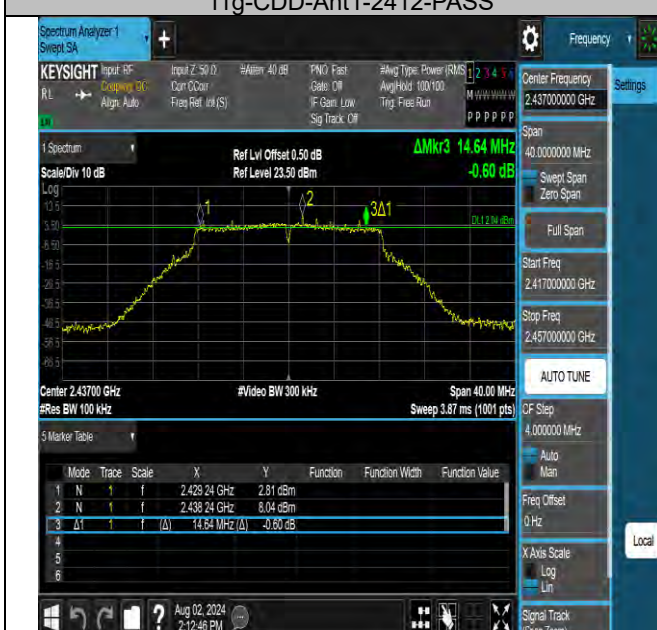 11g-CDD-Ant1-2412-PASS
Spectrum Analyzer 1
Swept SA
Frequency
KEYSIGHT
RL
Input: RF
Coupling: DC
Align: Auto
Input Z: 50 Ω
Corr CCorr
Freq Ref: Int (S)
#Atten: 40 dB
PNO: Fast
Gate: Off
IF Gain: Low
Sig Track: Off
#Avg Type: Power (RMS
Avg|Hold: 100/100
Trig: Free Run
1 2 3 4 5 6
M W W W W W
P P P P P P
1 Spectrum
Scale/Div 10 dB
Ref Lvl Offset 0.50 dB
Ref Level 23.50 dBm
ΔMkr3 14.64 MHz
-0.60 dB
Log
1
2
3Δ1
DL1 2.04 dBm
Center 2.43700 GHz
#Video BW 300 kHz
Span 40.00 MHz
#Res BW 100 kHz
Sweep 3.87 ms (1001 pts)
5 Marker Table
Mode Trace Scale X Y Function Function Width Function Value
1 N 1 f 2.429 24 GHz 2.81 dBm
2 N 1 f 2.438 24 GHz 8.04 dBm
3 Δ1 1 f (Δ) 14.64 MHz (Δ) -0.60 dB
4
5
6
Aug 02, 2024
2:12:46 PM
Center Frequency
2.437000000 GHz
Settings
Span
40.0000000 MHz
Swept Span
Zero Span
Full Span
Start Freq
2.417000000 GHz
Stop Freq
2.457000000 GHz
AUTO TUNE
CF Step
4.000000 MHz
Auto
Man
Freq Offset
0 Hz
Local
X Axis Scale
Log
Lin
Signal Track